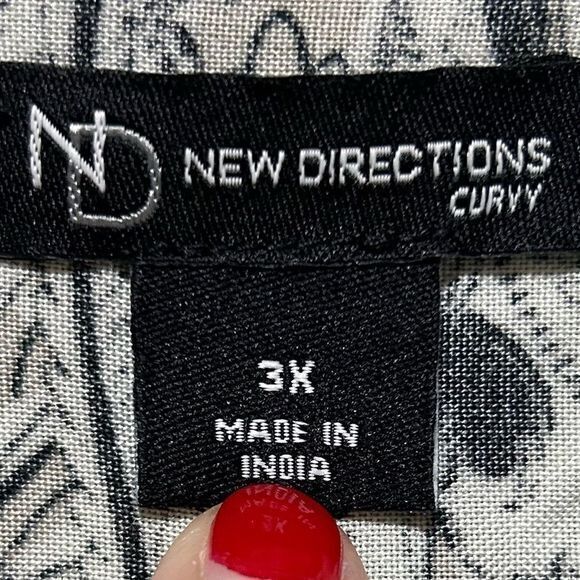 ND NEW DIRECTIONS
CURVY
3X
MADE IN
INDIA